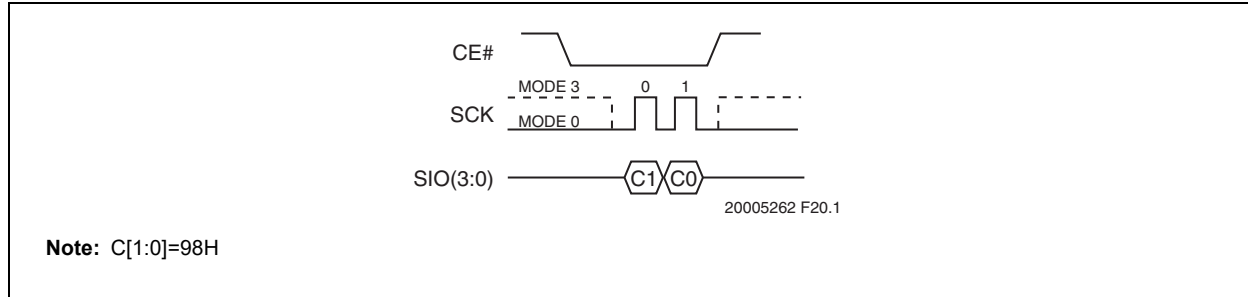 CE#
MODE 3 0 1
SCK
MODE 0
SIO(3:0) C1 C0
20005262 F20.1
Note: C[1:0]=98H